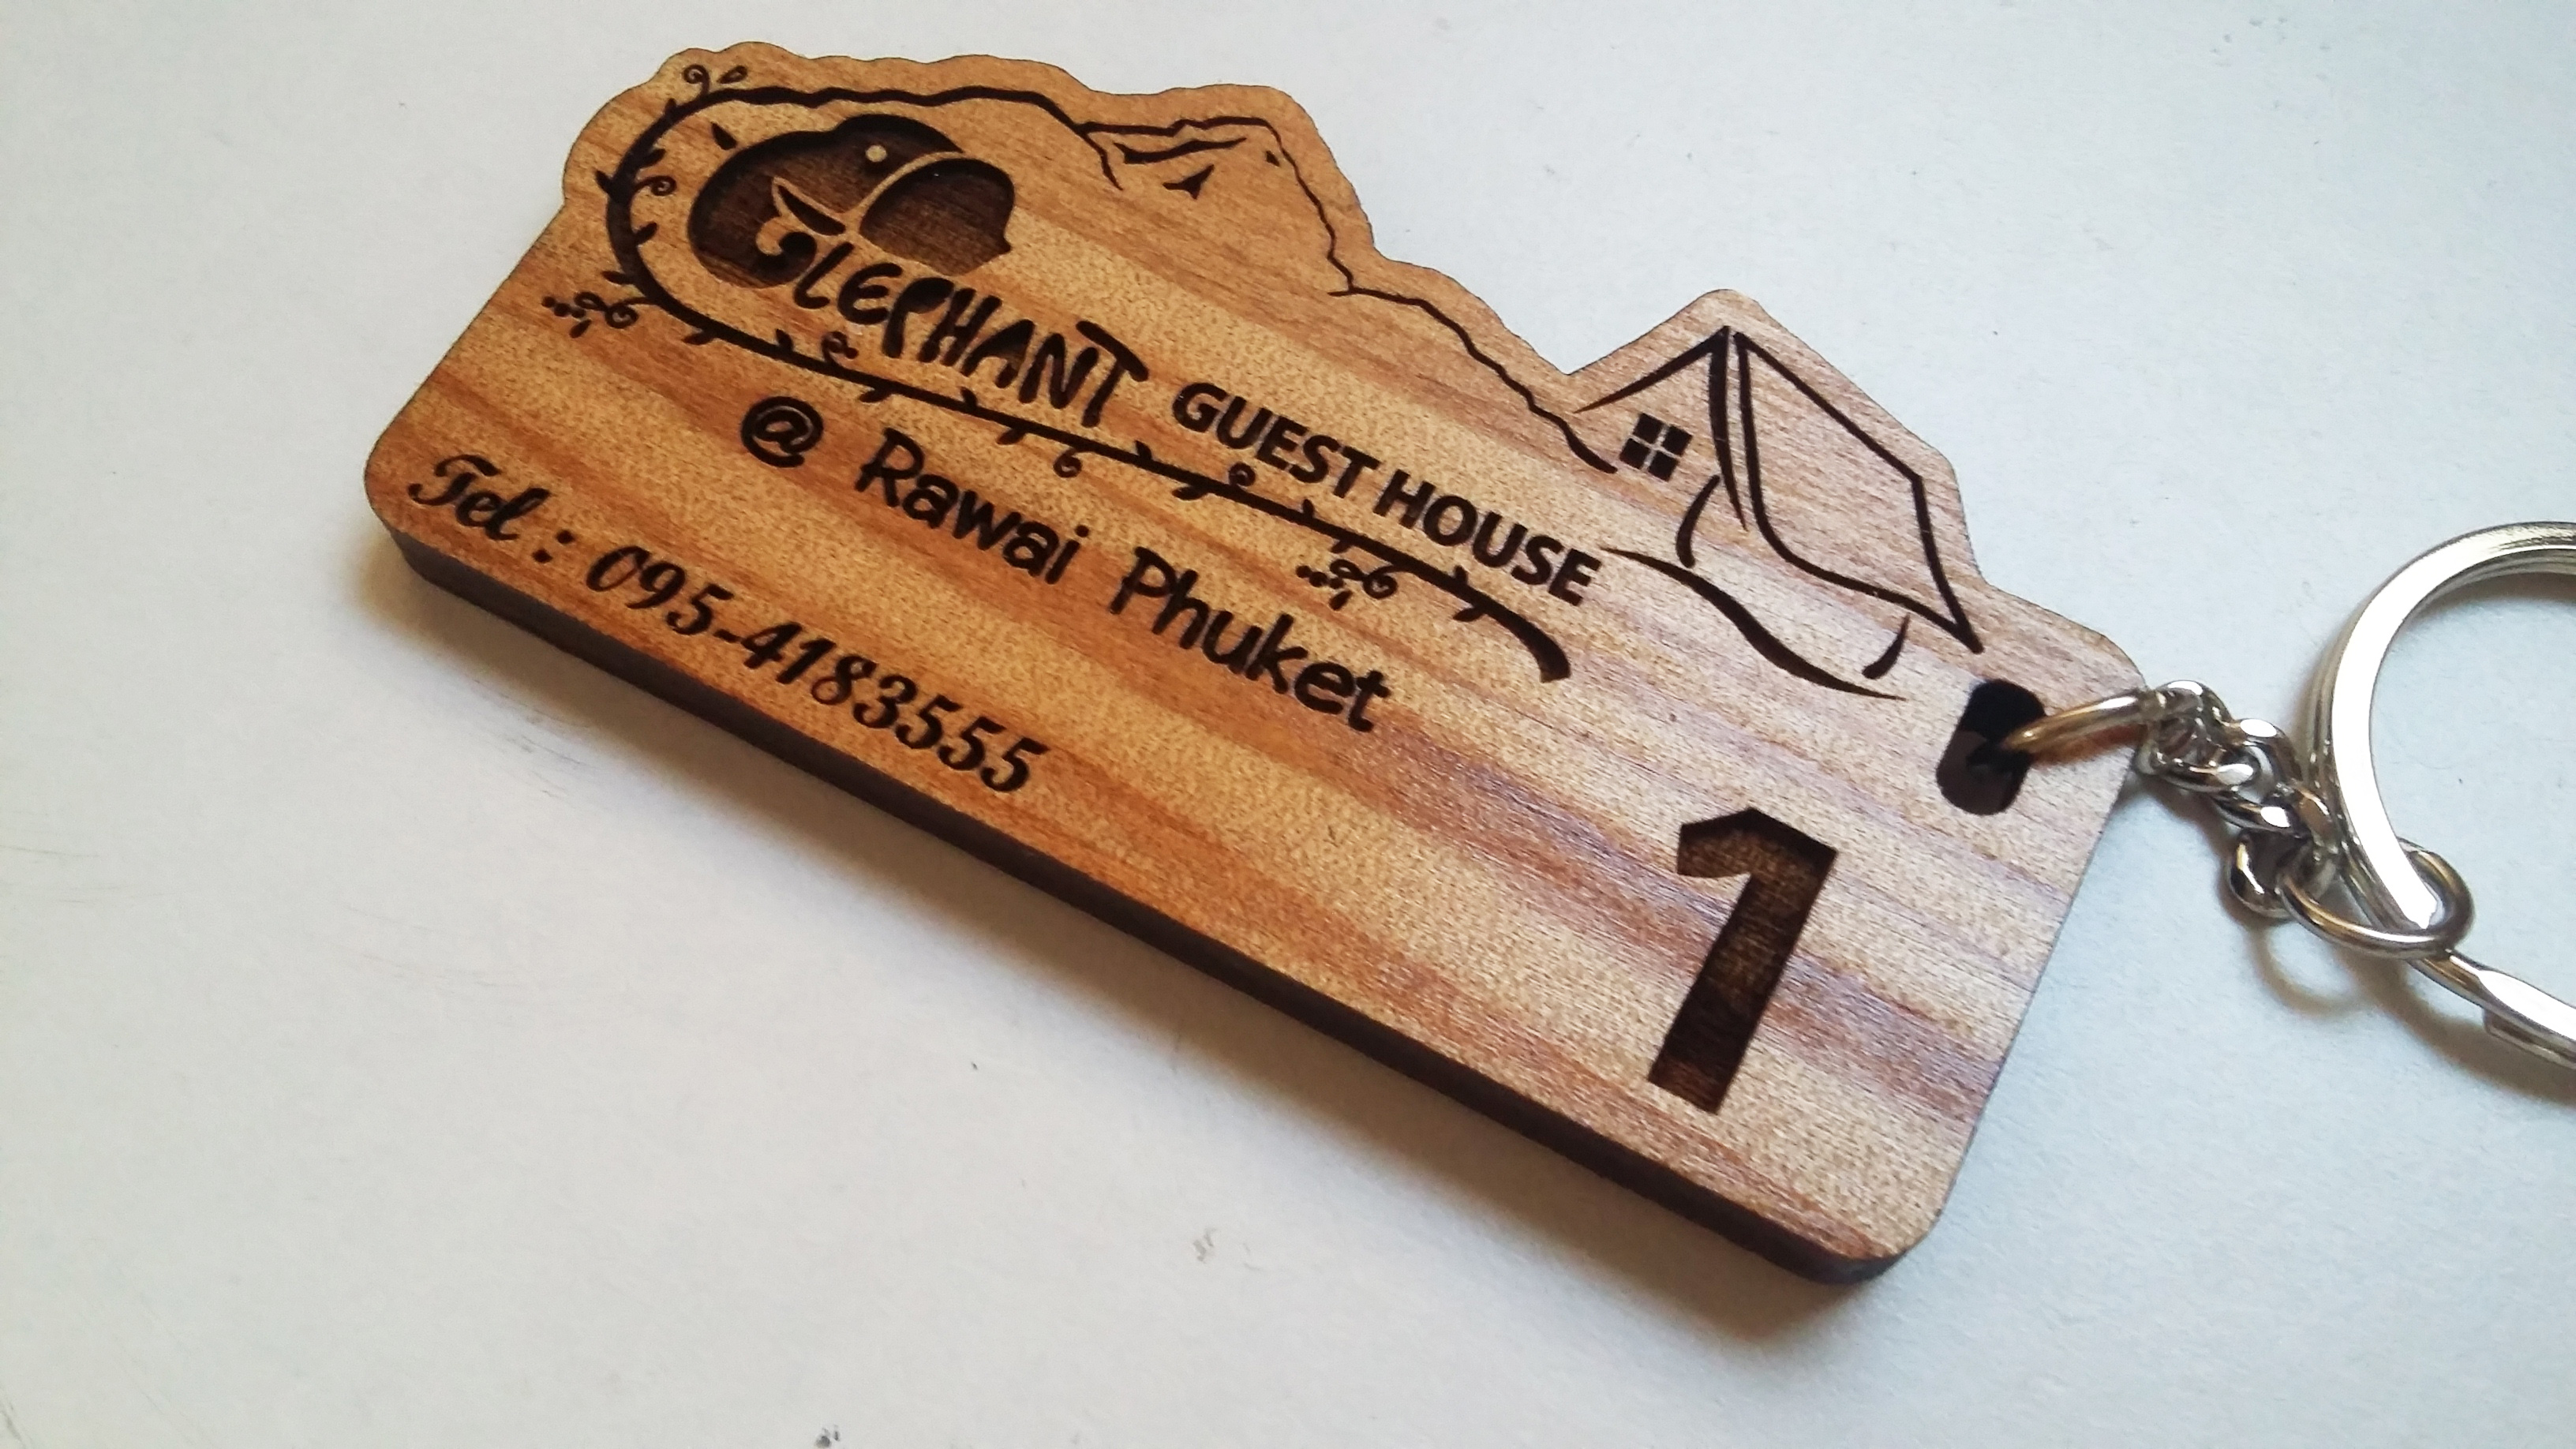 ELEPHANT GUEST HOUSE
@ Rawai Phuket
Tel : 095-4183555
1